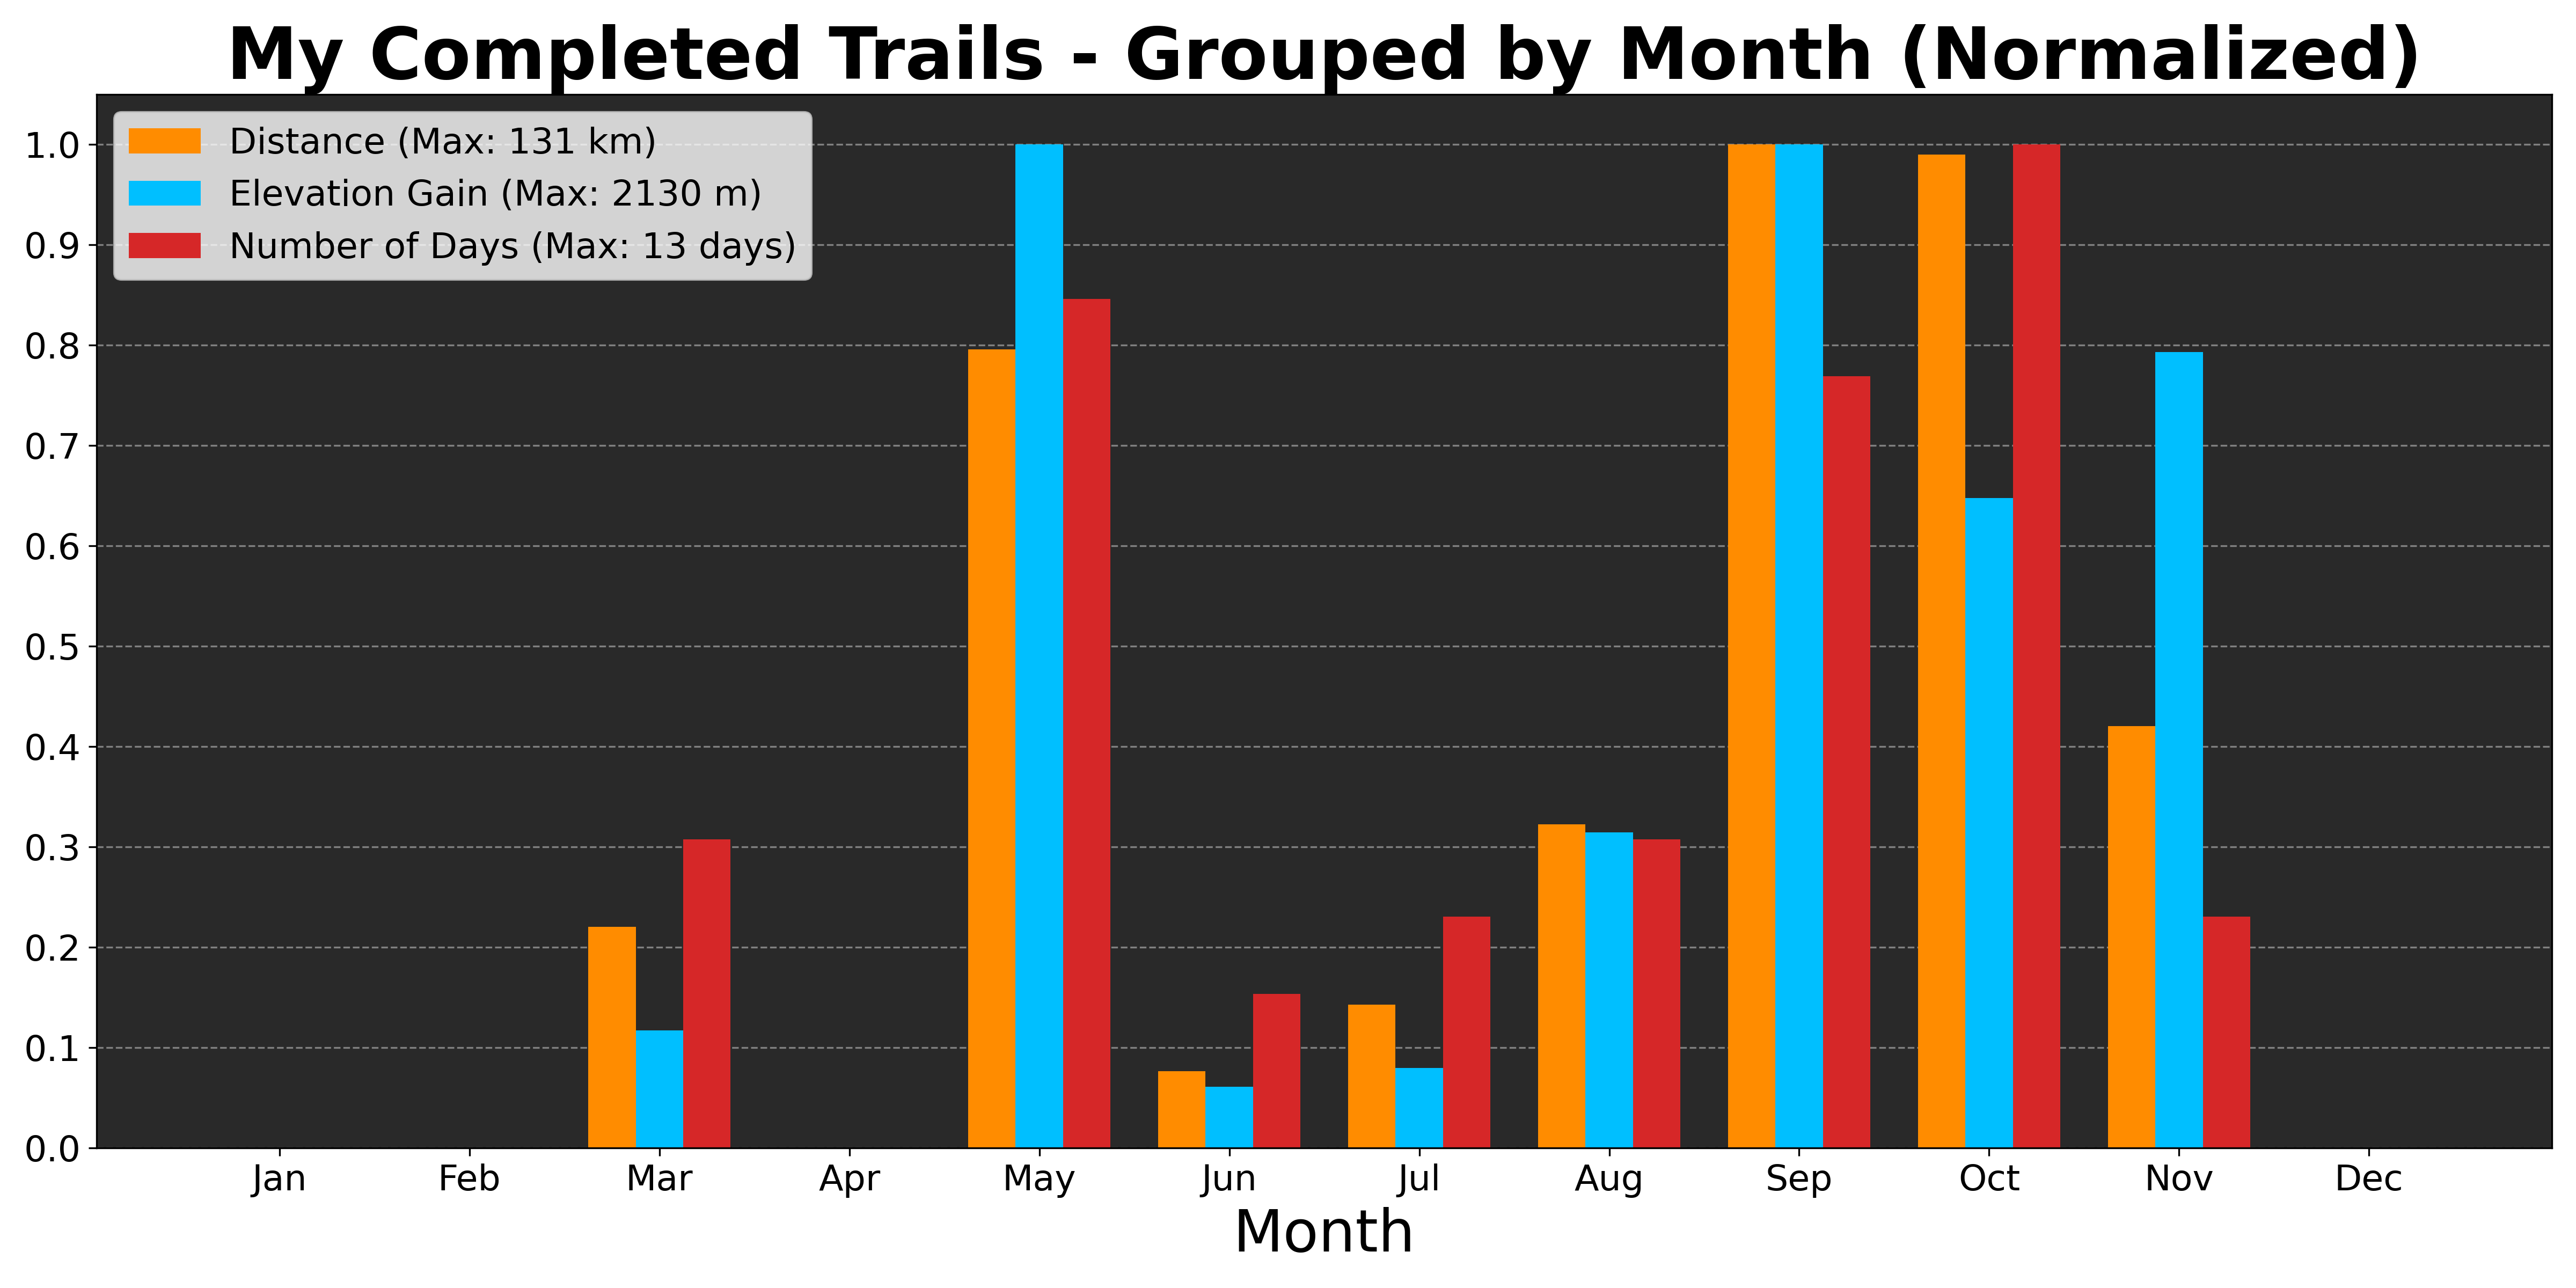 My Completed Trails - Grouped by Month (Normalized)
Distance (Max: 131 km)
Elevation Gain (Max: 2130 m)
Number of Days (Max: 13 days)
1.0
0.9
0.8
0.7
0.6
0.5
0.4
0.3
0.2
0.1
0.0
Jan Feb Mar Apr May Jun Jul Aug Sep Oct Nov Dec
Month